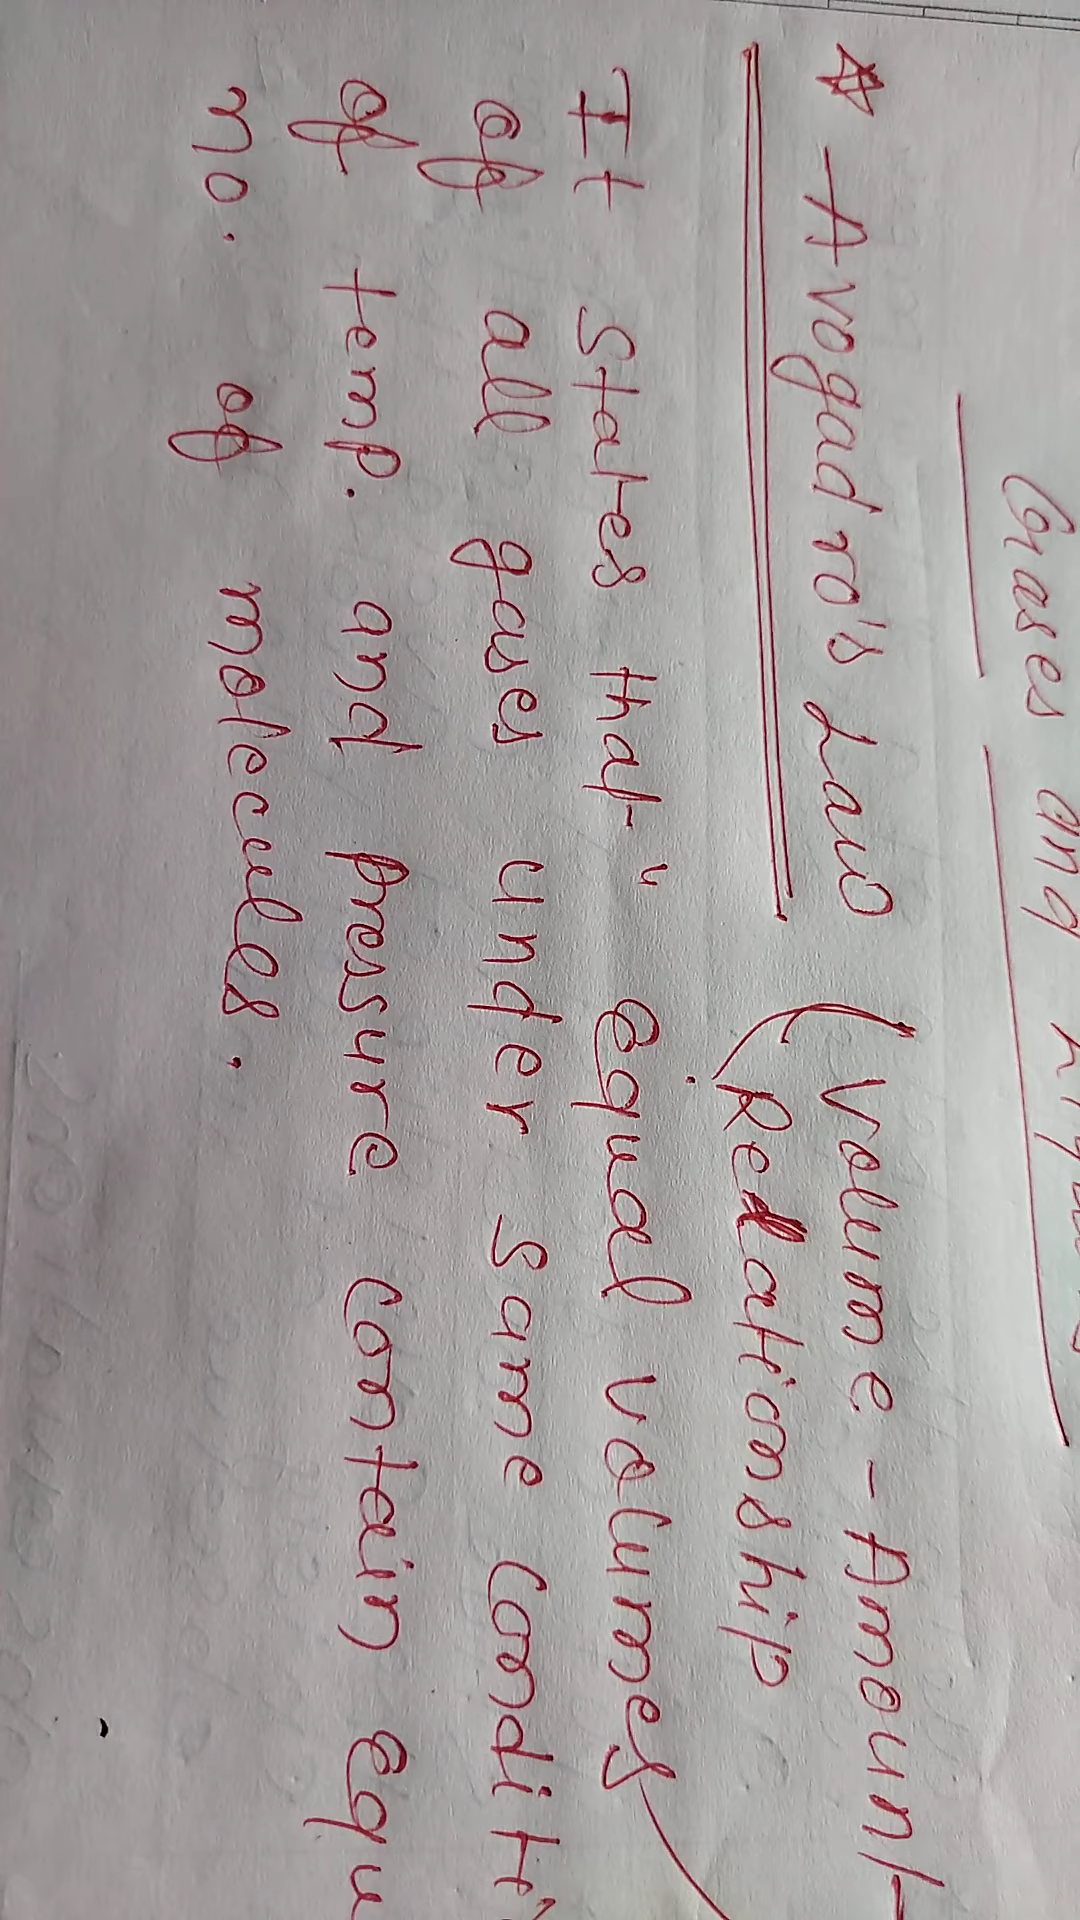 Gases and
☆ Avogadro's Law (Volume - Amount
(Relationship
It States that " Equal volumes
of all gases under same Conditi
of temp. and pressure contain equ
no. of molecules.